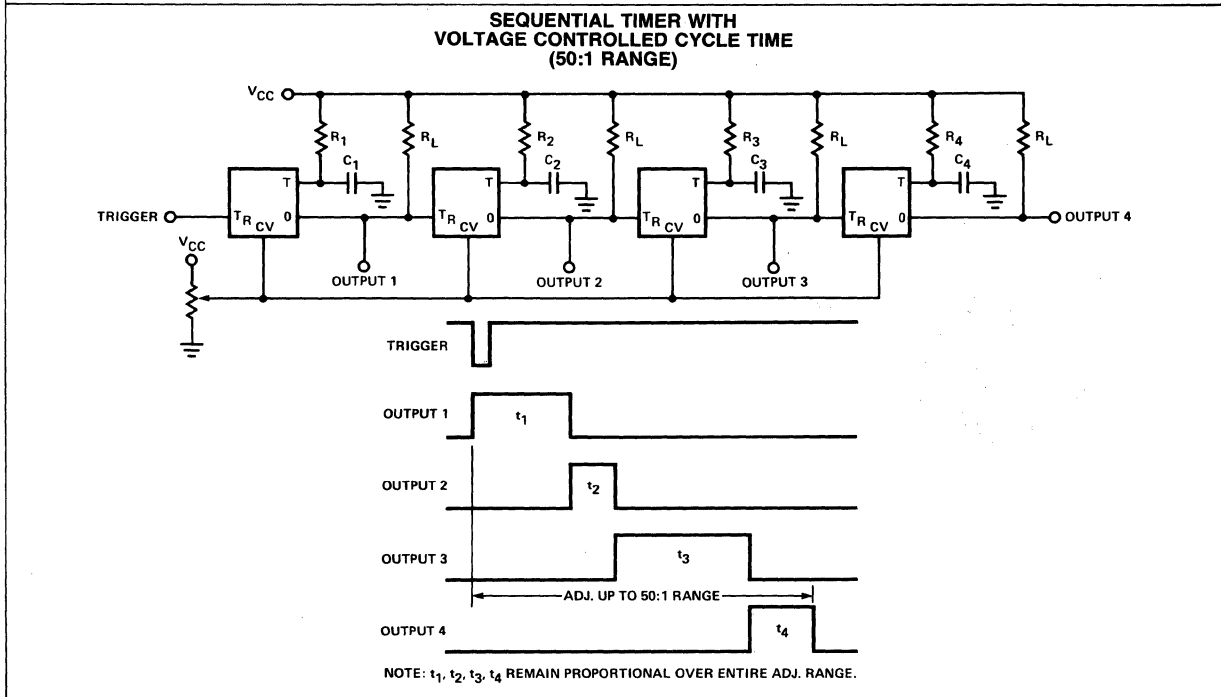 SEQUENTIAL TIMER WITH
VOLTAGE CONTROLLED CYCLE TIME
(50:1 RANGE)
VCC
R1
RL
R2
RL
R3
RL
R4
RL
C1
C2
C3
C4
T
T
T
T
TRIGGER
TR
CV
0
TR
CV
0
TR
CV
0
TR
CV
0
OUTPUT 4
VCC
OUTPUT 1
OUTPUT 2
OUTPUT 3
TRIGGER
OUTPUT 1
t1
OUTPUT 2
t2
OUTPUT 3
t3
ADJ. UP TO 50:1 RANGE
OUTPUT 4
t4
NOTE: t1, t2, t3, t4 REMAIN PROPORTIONAL OVER ENTIRE ADJ. RANGE.